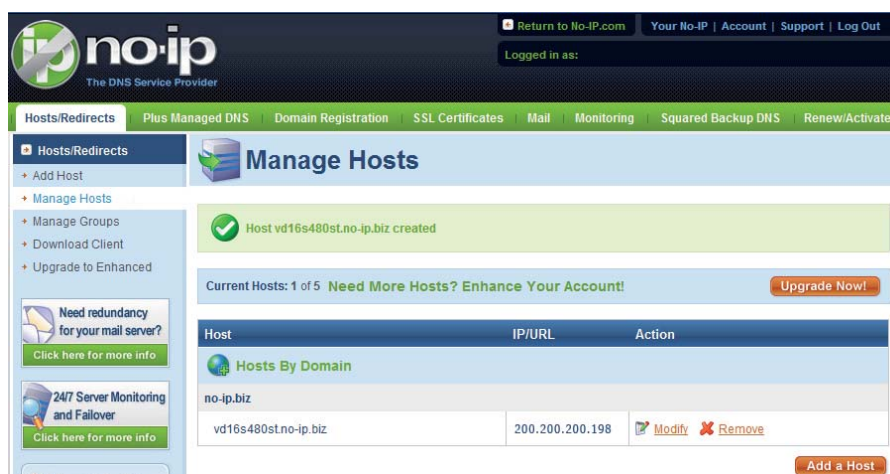 no-ip
The DNS Service Provider
Return to No-IP.com
Your No-IP | Account | Support | Log Out
Logged in as:
Hosts/Redirects | Plus Managed DNS | Domain Registration | SSL Certificates | Mail | Monitoring | Squared Backup DNS | Renew/Activate
Hosts/Redirects
Add Host
Manage Hosts
Manage Groups
Download Client
Upgrade to Enhanced
Need redundancy
for your mail server?
Click here for more info
24/7 Server Monitoring
and Failover
Click here for more info
Manage Hosts
Host vd16s480st.no-ip.biz created
Current Hosts: 1 of 5 Need More Hosts? Enhance Your Account!
Upgrade Now!
Host IP/URL Action
Hosts By Domain
no-ip.biz
vd16s480st.no-ip.biz 200.200.200.198 Modify Remove
Add a Host